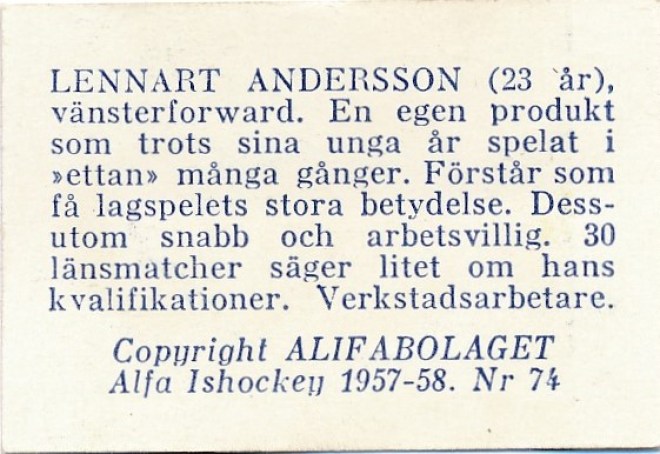 LENNART ANDERSSON (23 år),
vänsterforward. En egen produkt
som trots sina unga år spelat i
»ettan» många gånger. Förstår som
få lagspelets stora betydelse. Dess-
utom snabb och arbetsvillig. 30
länsmatcher säger litet om hans
kvalifikationer. Verkstadsarbetare.
Copyright ALIFABOLAGET
Alfa Ishockey 1957-58. Nr 74